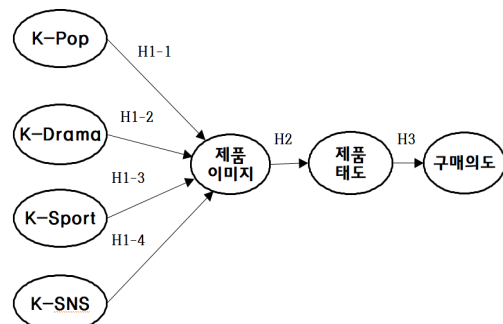 K-Pop
H1-1
K-Drama
H1-2
K-Sport
H1-3
K-SNS
H1-4
제품
이미지
H2
제품
태도
H3
구매의도